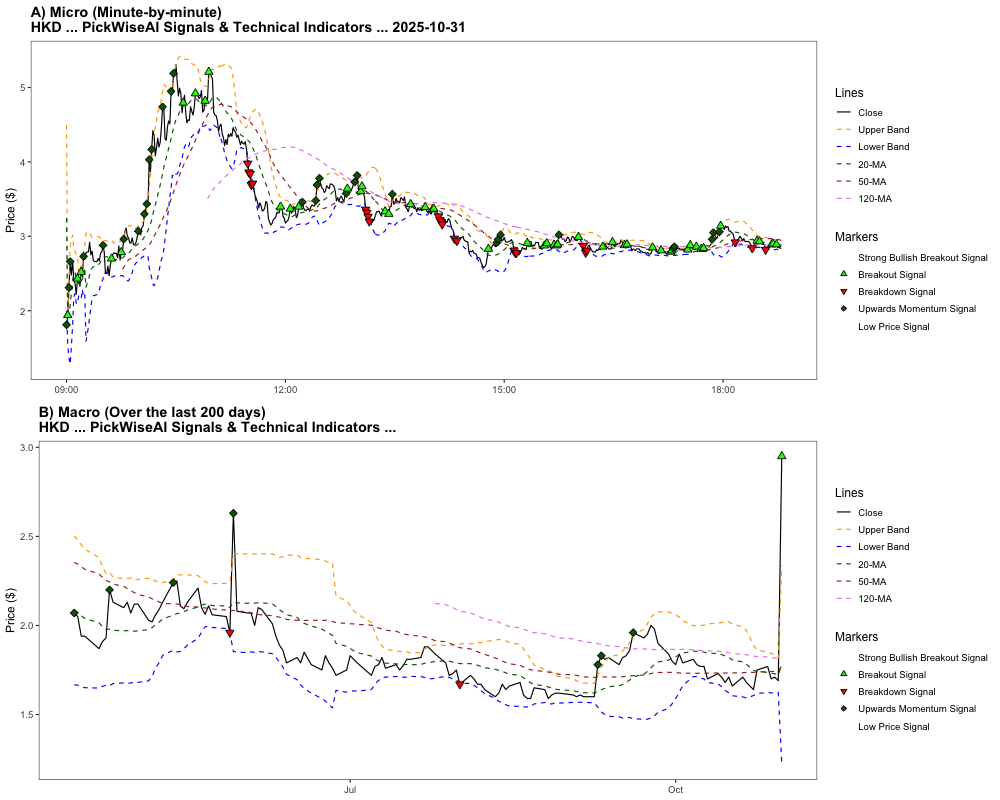 A) Micro (Minute-by-minute)
HKD ... PickWiseAI Signals & Technical Indicators ... 2025-10-31
Price ($)
5
4
3
2
09:00
12:00
15:00
18:00
Lines
Close
Upper Band
Lower Band
20-MA
50-MA
120-MA
Markers
Strong Bullish Breakout Signal
Breakout Signal
Breakdown Signal
Upwards Momentum Signal
Low Price Signal
B) Macro (Over the last 200 days)
HKD ... PickWiseAI Signals & Technical Indicators ...
Price ($)
3.0
2.5
2.0
1.5
Jul
Oct
Lines
Close
Upper Band
Lower Band
20-MA
50-MA
120-MA
Markers
Strong Bullish Breakout Signal
Breakout Signal
Breakdown Signal
Upwards Momentum Signal
Low Price Signal